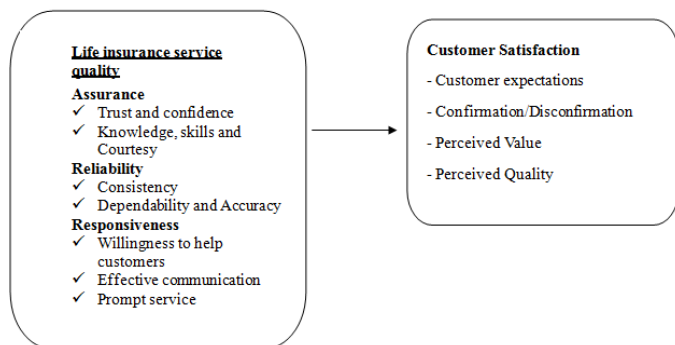 Life insurance service
quality
Assurance
✓ Trust and confidence
✓ Knowledge, skills and
Courtesy
Reliability
✓ Consistency
✓ Dependability and Accuracy
Responsiveness
✓ Willingness to help
customers
✓ Effective communication
✓ Prompt service
Customer Satisfaction
- Customer expectations
- Confirmation/Disconfirmation
- Perceived Value
- Perceived Quality